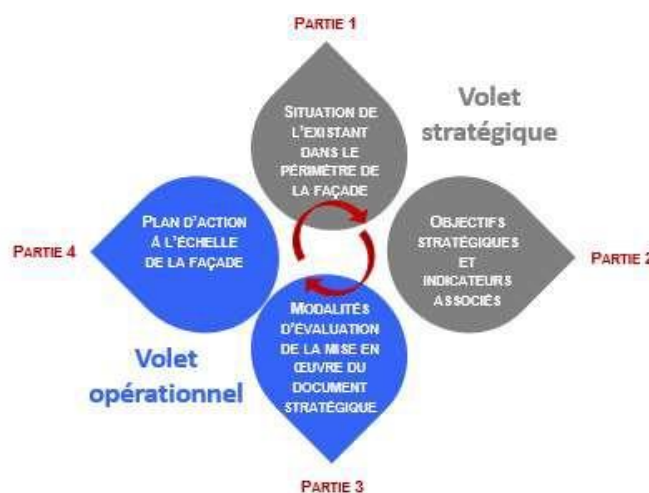 PARTIE 1
SITUATION DE
L'EXISTANT
DANS LE
PÉRIMÈTRE DE
LA FAÇADE
Volet
stratégique
OBJECTIFS
STRATÉGIQUES
ET
INDICATEURS
ASSOCIÉS
PARTIE 2
MODALITÉS
D'ÉVALUATION
DE LA MISE EN
ŒUVRE DU
DOCUMENT
STRATÉGIQUE
PARTIE 3
PLAN D'ACTION
À L'ÉCHELLE
DE LA FAÇADE
PARTIE 4
Volet
opérationnel